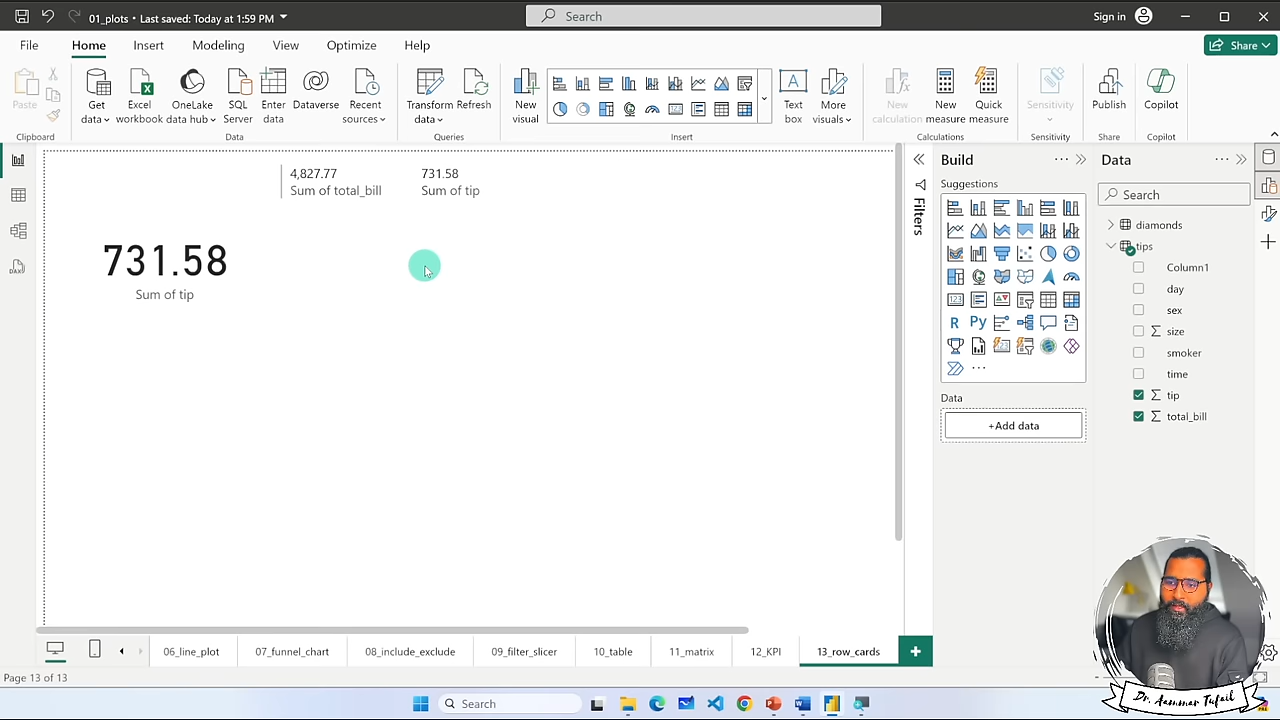 01_plots • Last saved: Today at 1:59 PM
Search
Sign in
File
Home
Insert
Modeling
View
Optimize
Help
Share
Paste
Get data
Excel workbook
OneLake data hub
SQL Server
Enter data
Dataverse
Recent sources
Transform data
Refresh
New visual
Text box
More visuals
New calculation
New measure
Quick measure
Sensitivity
Publish
Copilot
Clipboard
Data
Queries
Insert
Calculations
Sensitivity
Share
Copilot
4,827.77
Sum of total_bill
731.58
Sum of tip
731.58
Sum of tip
Filters
Build
Suggestions
R
Py
Data
+Add data
Data
Search
diamonds
tips
Column1
day
sex
size
smoker
time
tip
total_bill
06_line_plot
07_funnel_chart
08_include_exclude
09_filter_slicer
10_table
11_matrix
12_KPI
13_row_cards
Page 13 of 13
Search
Dr. Aammar Tufail